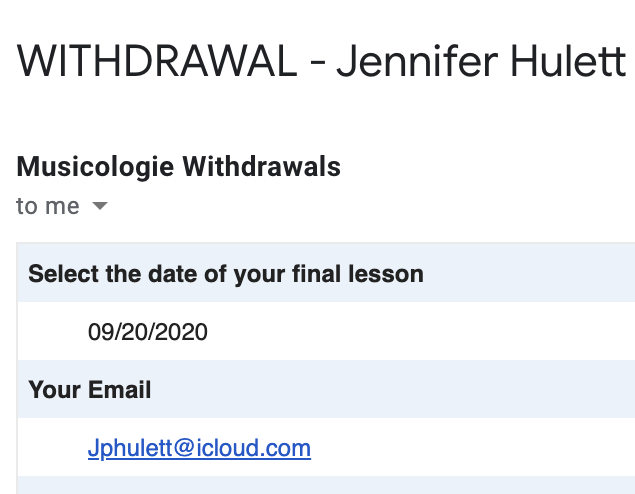 WITHDRAWAL - Jennifer Hulett
Musicologie Withdrawals
to me
Select the date of your final lesson
09/20/2020
Your Email
Jphulett@icloud.com